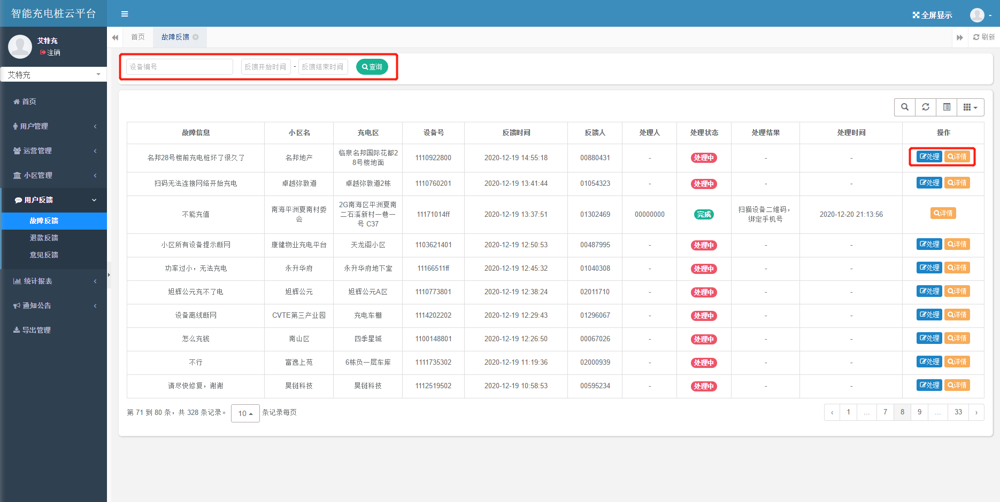 智能充电桩云平台
全屏显示
艾特充
注销
艾特充
首页
用户管理
运营管理
小区管理
用户反馈
故障反馈
退款反馈
意见反馈
统计报表
通知公告
导出管理
首页
故障反馈
刷新
设备编号
反馈开始时间 - 反馈结束时间
查询
故障信息 小区名 充电区 设备号 反馈时间 反馈人 处理人 处理状态 处理结果 处理时间 操作
名邦28号楼前充电桩坏了很久了 名邦地产 临泉名邦国际花都2
8号楼地面 1110922800 2020-12-19 14:55:18 00880431 - 处理中 - - 处理 详情
扫码无法连接网络开始充电 卓越弥敦道 卓越弥敦道2栋 1110760201 2020-12-19 13:41:44 01054323 - 处理中 - - 处理 详情
不能充值 南海平洲夏南村委
会 2G南海区平洲夏南
二石溪新村一巷一
号 C37 11171014ff 2020-12-19 13:37:51 01302469 00000000 完成 扫描设备二维码，
绑定手机号 2020-12-20 21:13:56 详情
小区所有设备提示断网 康健物业充电平台 天龙阁小区 1103621401 2020-12-19 12:50:53 00487995 - 处理中 - - 处理 详情
功率过小，无法充电 永升华府 永升华府地下室 11166511ff 2020-12-19 12:45:32 01040308 - 处理中 - - 处理 详情
旭辉公元充不了电 旭辉公元 旭辉公元A区 1110773801 2020-12-19 12:38:24 02011710 - 处理中 - - 处理 详情
设备离线断网 CVTE第三产业园 充电车棚 1114202202 2020-12-19 12:29:43 01296067 - 处理中 - - 处理 详情
怎么充钱 南山区 四季星城 1100148801 2020-12-19 12:26:50 00067026 - 处理中 - - 处理 详情
不行 富逸上苑 6栋负一层车库 1111735302 2020-12-19 11:19:36 02000939 - 处理中 - - 处理 详情
请尽快修复，谢谢 昊链科技 昊链科技 1112519502 2020-12-19 10:58:53 00595234 - 处理中 - - 处理 详情
第 71 到 80 条，共 328 条记录。 10 条记录每页
‹ 1 ... 7 8 9 ... 33 ›